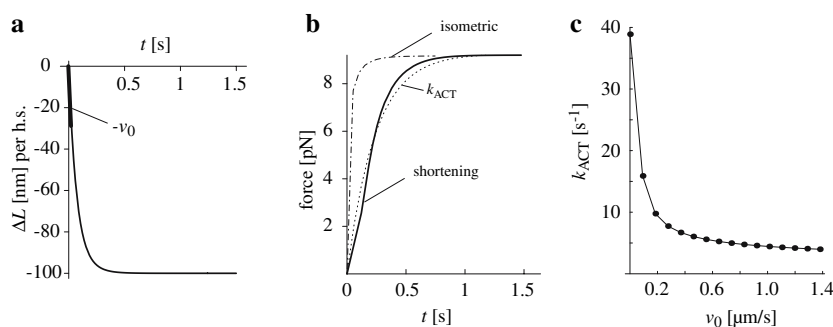 a
t [s]
0
0.5
1
1.5
0
-20
-40
-60
-80
-100
-v0
ΔL [nm] per h.s.
b
isometric
8
6
4
2
kACT
shortening
force [pN]
0
0.5
1
1.5
t [s]
c
40
30
20
10
kACT [s-1]
0.2
0.6
1.0
1.4
v0 [µm/s]